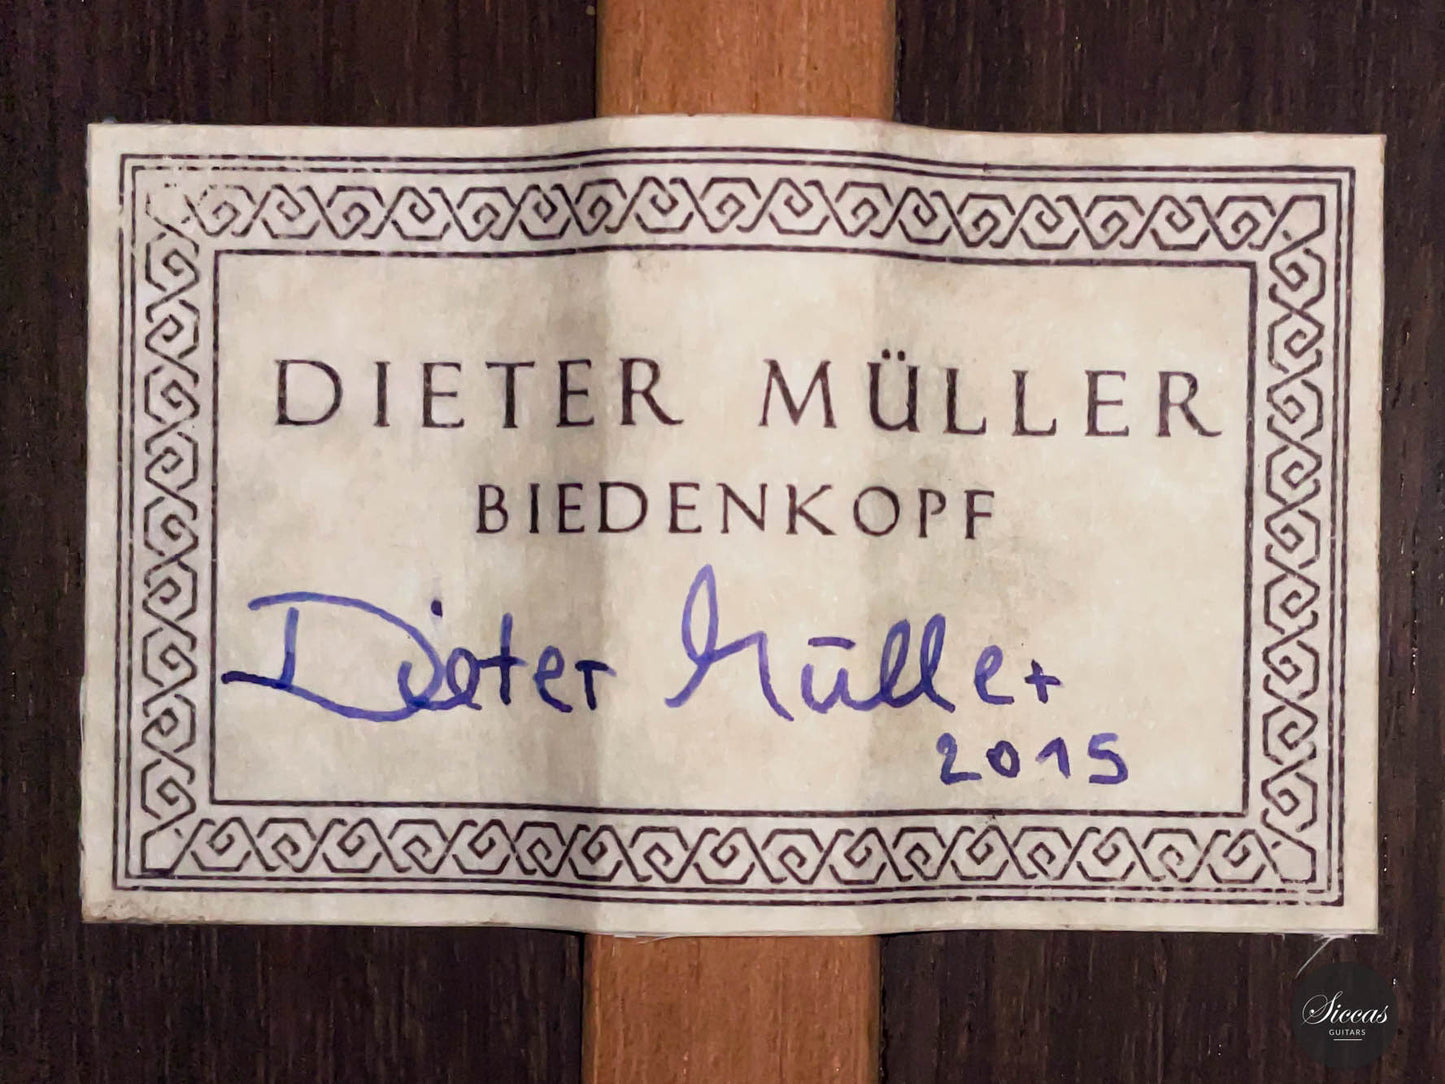 DIETER MÜLLER
BIEDENKOPF
Dieter Müller
2015
Siccas
GUITARS